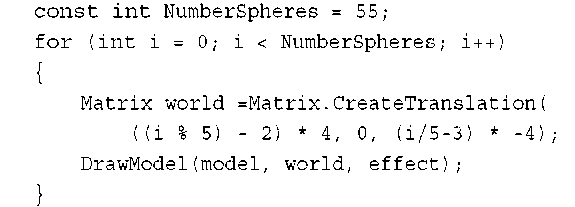 const int NumberSpheres = 55;
for (int i = 0; i < NumberSpheres; i++)
{
Matrix world =Matrix.CreateTranslation(
((i % 5) - 2) * 4, 0, (i/5-3) * -4);
DrawModel(model, world, effect);
}